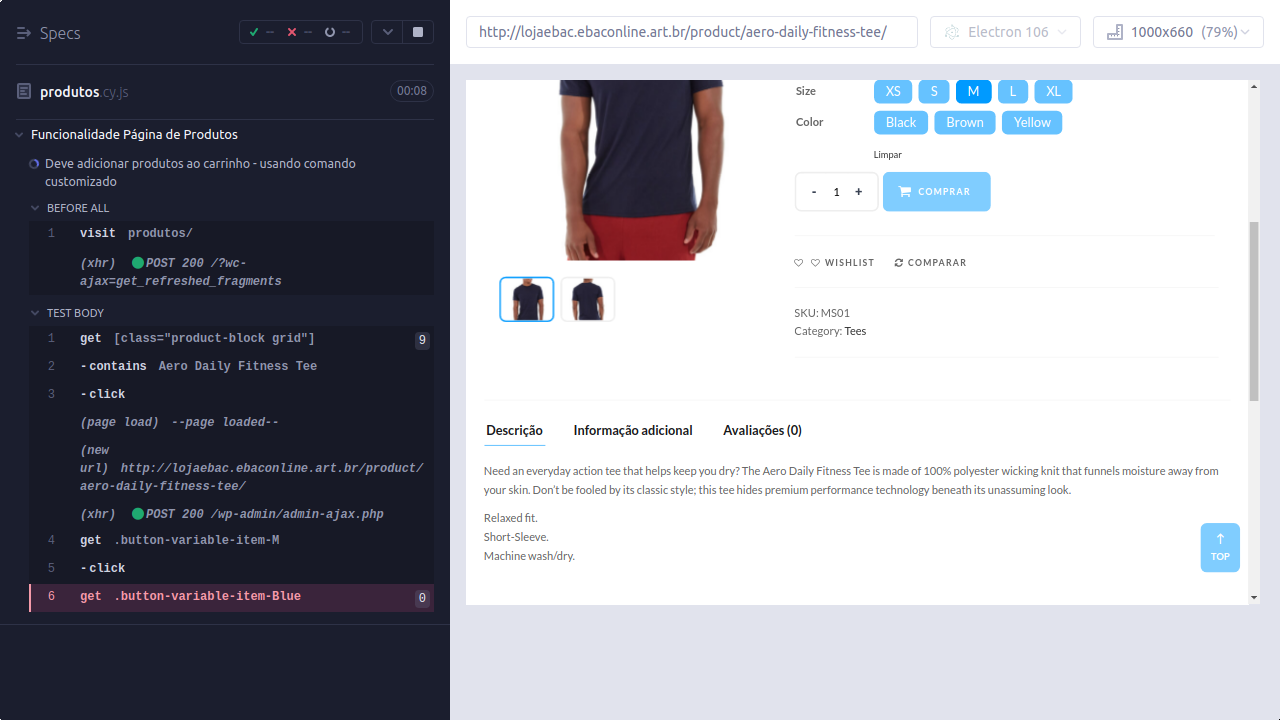 Specs
--
--
--
produtos.cy.js
00:08
Funcionalidade Página de Produtos
Deve adicionar produtos ao carrinho - usando comando
customizado
BEFORE ALL
1 visit produtos/
(xhr) POST 200 /?wc-
ajax=get_refreshed_fragments
TEST BODY
1 get [class="product-block grid"] 9
2 -contains Aero Daily Fitness Tee
3 -click
(page load) --page loaded--
(new
url) http://lojaebac.ebaconline.art.br/product/
aero-daily-fitness-tee/
(xhr) POST 200 /wp-admin/admin-ajax.php
4 get .button-variable-item-M
5 -click
6 get .button-variable-item-Blue 0
http://lojaebac.ebaconline.art.br/product/aero-daily-fitness-tee/
Electron 106
1000x660 (79%)
Size XS S M L XL
Color Black Brown Yellow
Limpar
- 1 + COMPRAR
WISHLIST COMPARAR
SKU: MS01
Category: Tees
Descrição Informação adicional Avaliações (0)
Need an everyday action tee that helps keep you dry? The Aero Daily Fitness Tee is made of 100% polyester wicking knit that funnels moisture away from
your skin. Don't be fooled by its classic style; this tee hides premium performance technology beneath its unassuming look.
Relaxed fit.
Short-Sleeve.
Machine wash/dry.
TOP